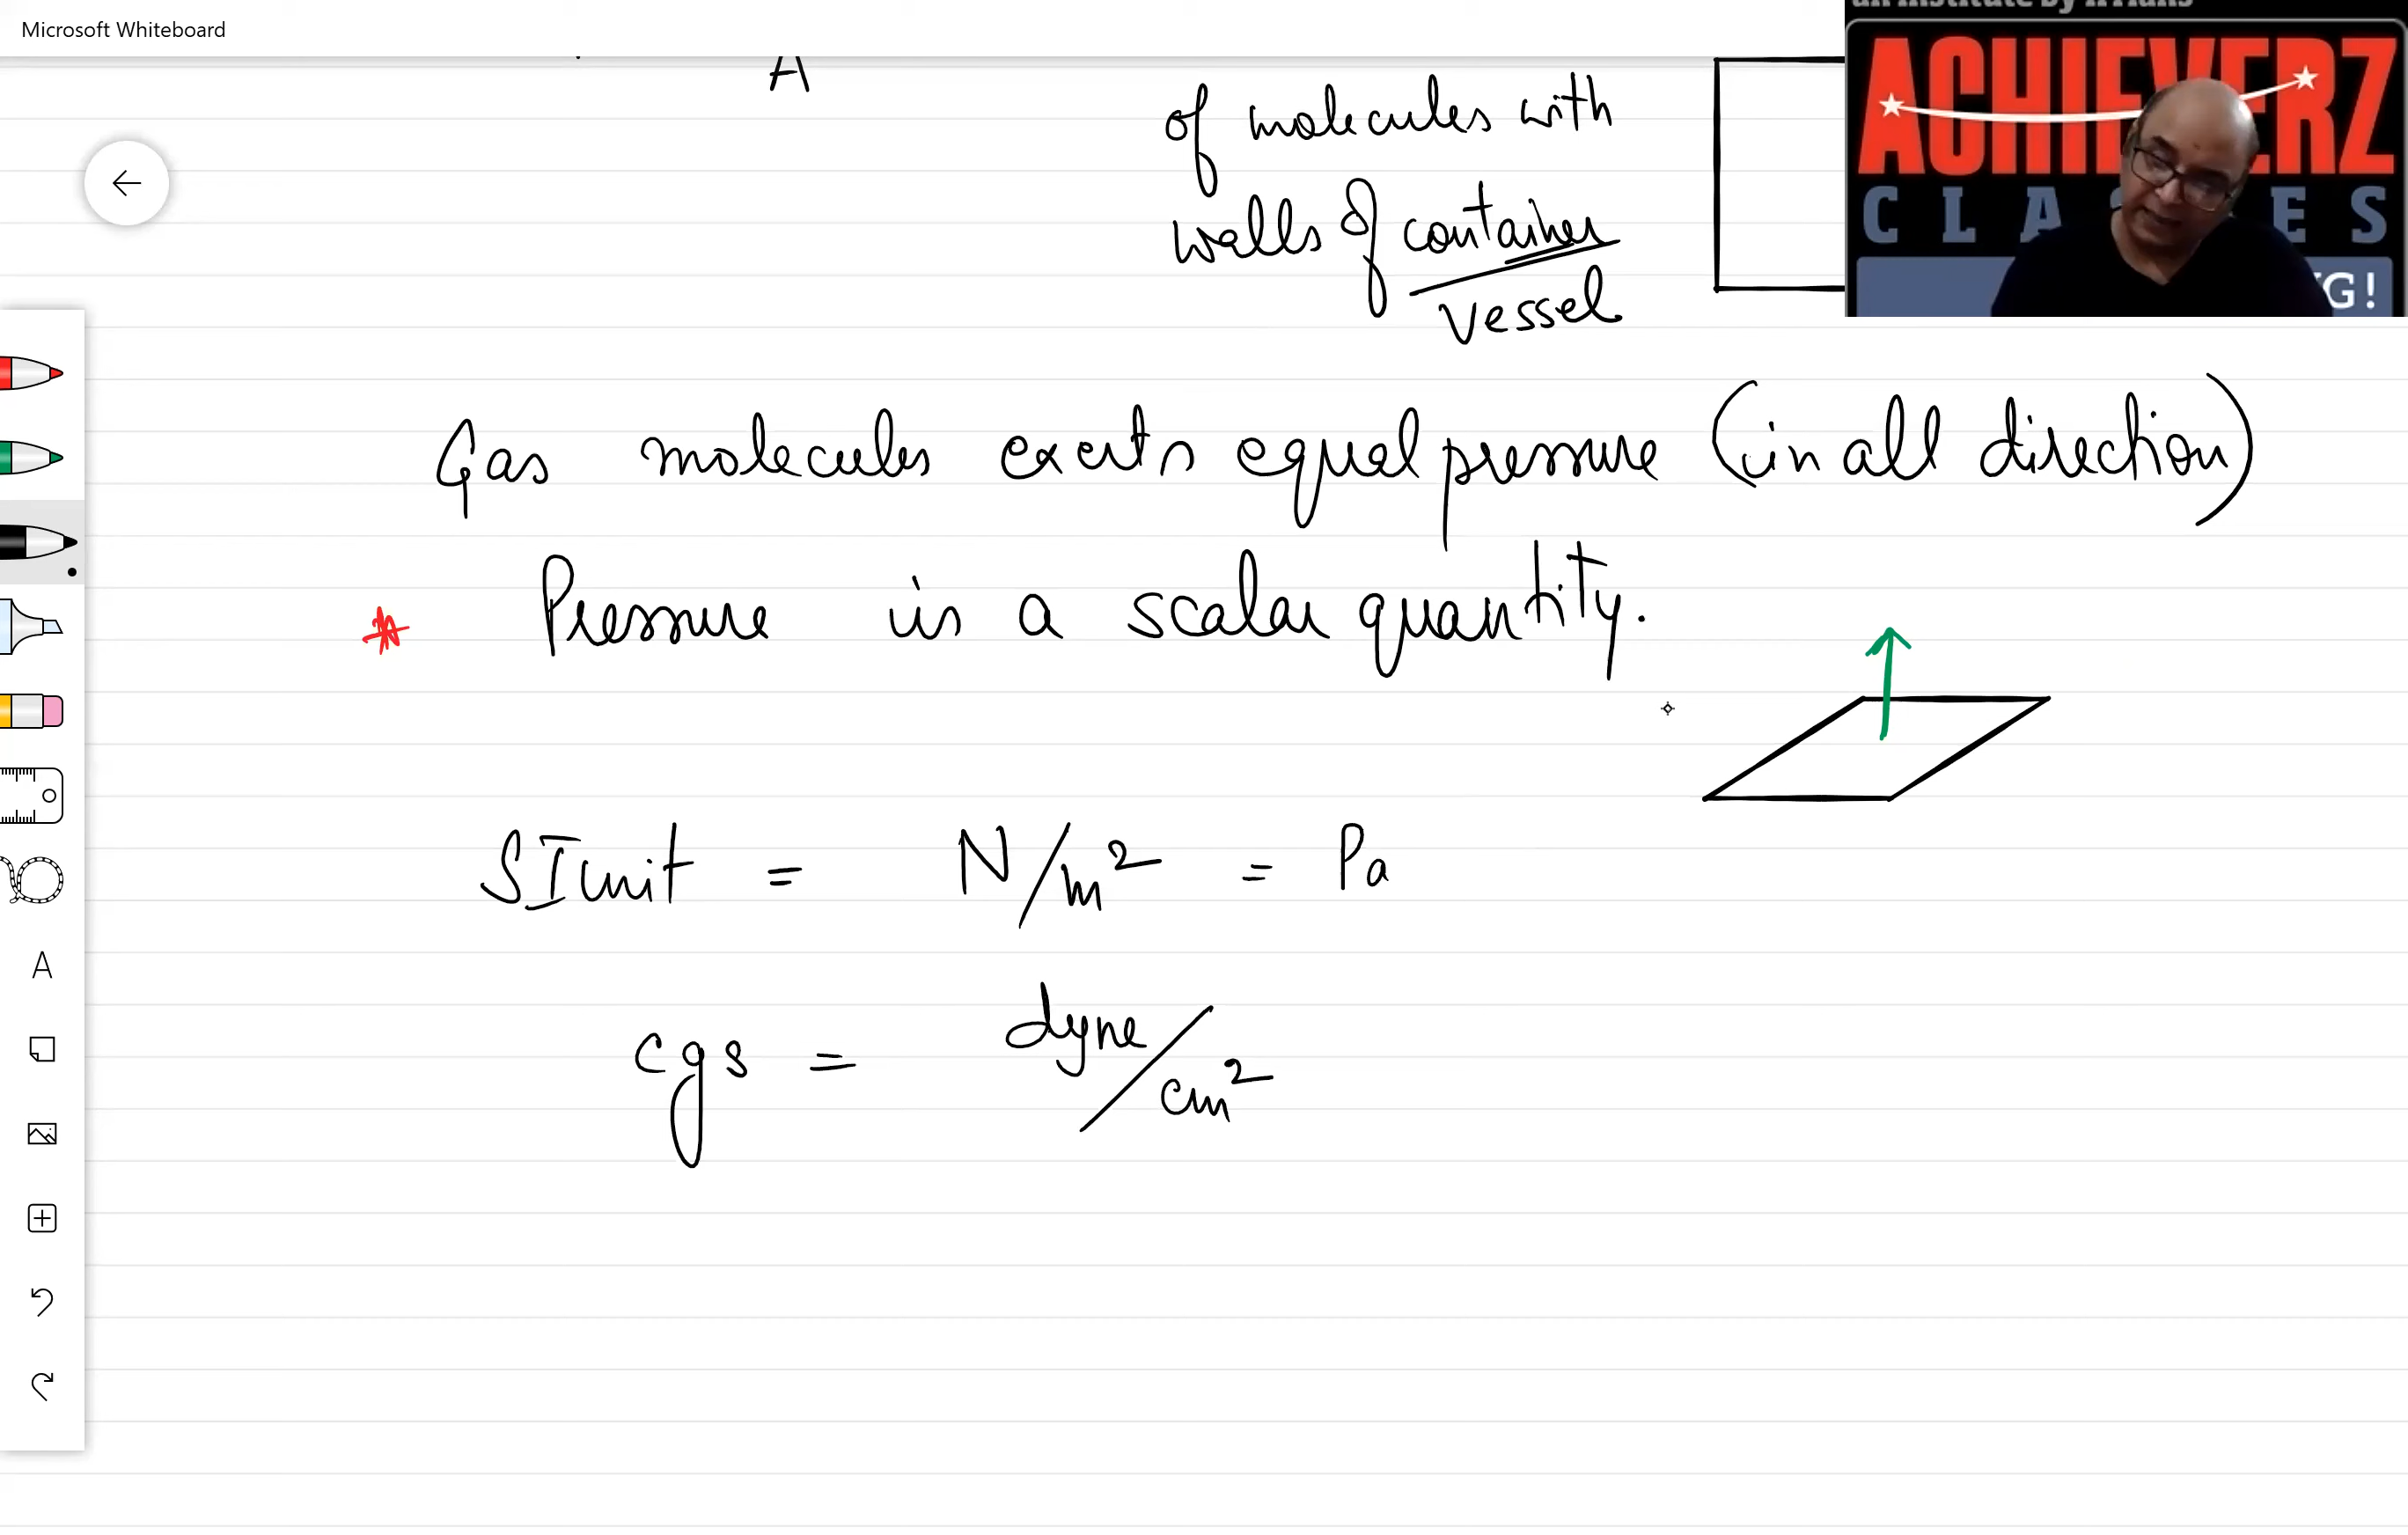 Microsoft Whiteboard
A
of molecules with
walls of container
vessel
ACHIEVERZ
CLASSES
G!
Gas molecules exerts equal pressure (in all direction)
* Pressure is a scalar quantity.
SI unit = N/m² = Pa
cgs = dyne/cm²
A